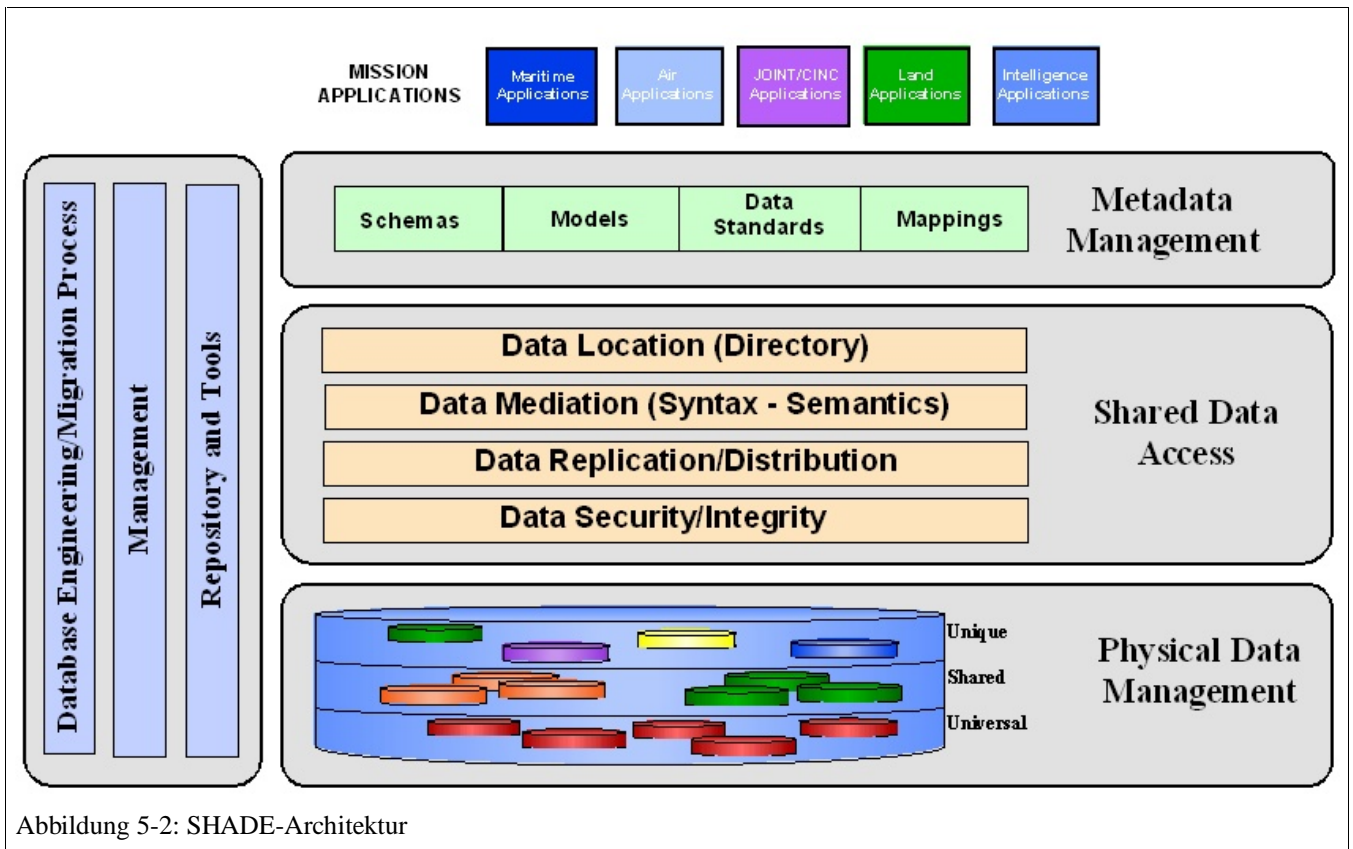 MISSION
APPLICATIONS
Maritime
Applications
Air
Applications
JOINT/CINC
Applications
Land
Applications
Intelligence
Applications
Database Engineering/Migration Process
Management
Repository and Tools
Schemas
Models
Data
Standards
Mappings
Metadata
Management
Data Location (Directory)
Data Mediation (Syntax - Semantics)
Data Replication/Distribution
Data Security/Integrity
Shared Data
Access
Unique
Shared
Universal
Physical Data
Management
Abbildung 5-2: SHADE-Architektur